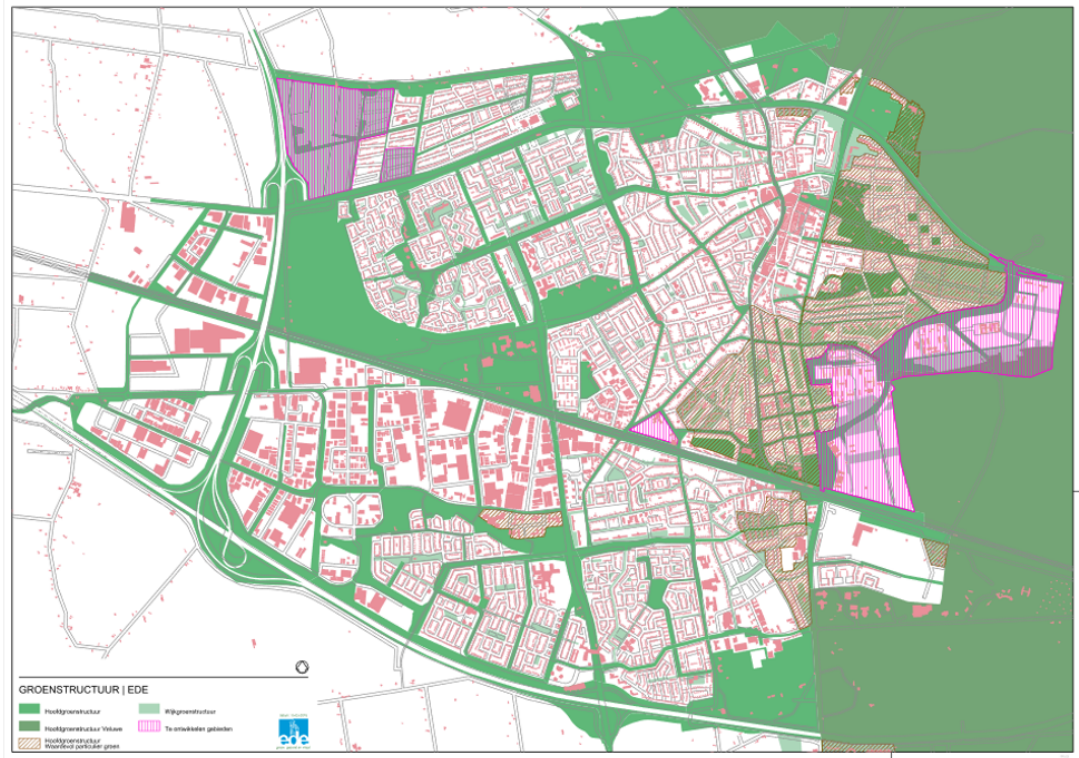 GROENSTRUCTUUR | EDE
Hoofdgroenstructuur
Wijkgroenstructuur
Hoofdgroenstructuur Veluwe
Te ontwikkelen gebieden
Hoofdgroenstructuur
Waardevol particulier groen
ede